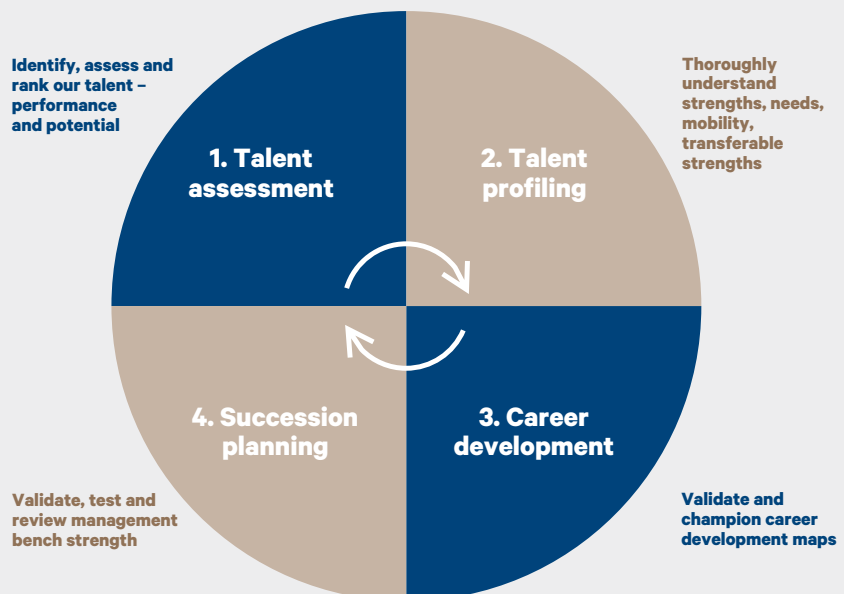 Identify, assess and
rank our talent –
performance
and potential
1. Talent
assessment
2. Talent
profiling
Thoroughly
understand
strengths, needs,
mobility,
transferable
strengths
4. Succession
planning
3. Career
development
Validate, test and
review management
bench strength
Validate and
champion career
development maps